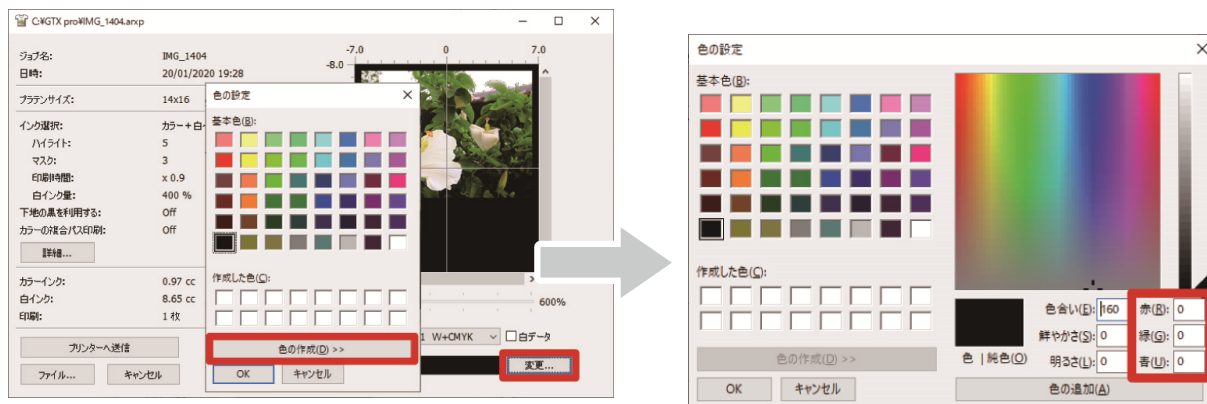 C:¥GTX pro¥IMG_1404.arxp
ジョブ名: IMG_1404
日時: 20/01/2020 19:28
プラテンサイズ: 14x16
インク選択: カラー+白
ハイライト: 5
マスク: 3
印刷時間: x 0.9
白インク量: 400 %
下地の黒を利用する: Off
カラーの複合パス印刷: Off
詳細...
カラーインク: 0.97 cc
白インク: 8.65 cc
印刷: 1 枚
プリンターへ送信
ファイル... キャンセル
-7.0 0 7.0
-8.0
600%
1 W+CMYK 白データ
変更...
色の設定
基本色(B):
作成した色(C):
色の作成(D) >>
OK キャンセル
色の設定
基本色(B):
作成した色(C):
色の作成(D) >>
OK キャンセル
色 | 純色(O)
色合い(E): 160 赤(R): 0
鮮やかさ(S): 0 緑(G): 0
明るさ(L): 0 青(U): 0
色の追加(A)